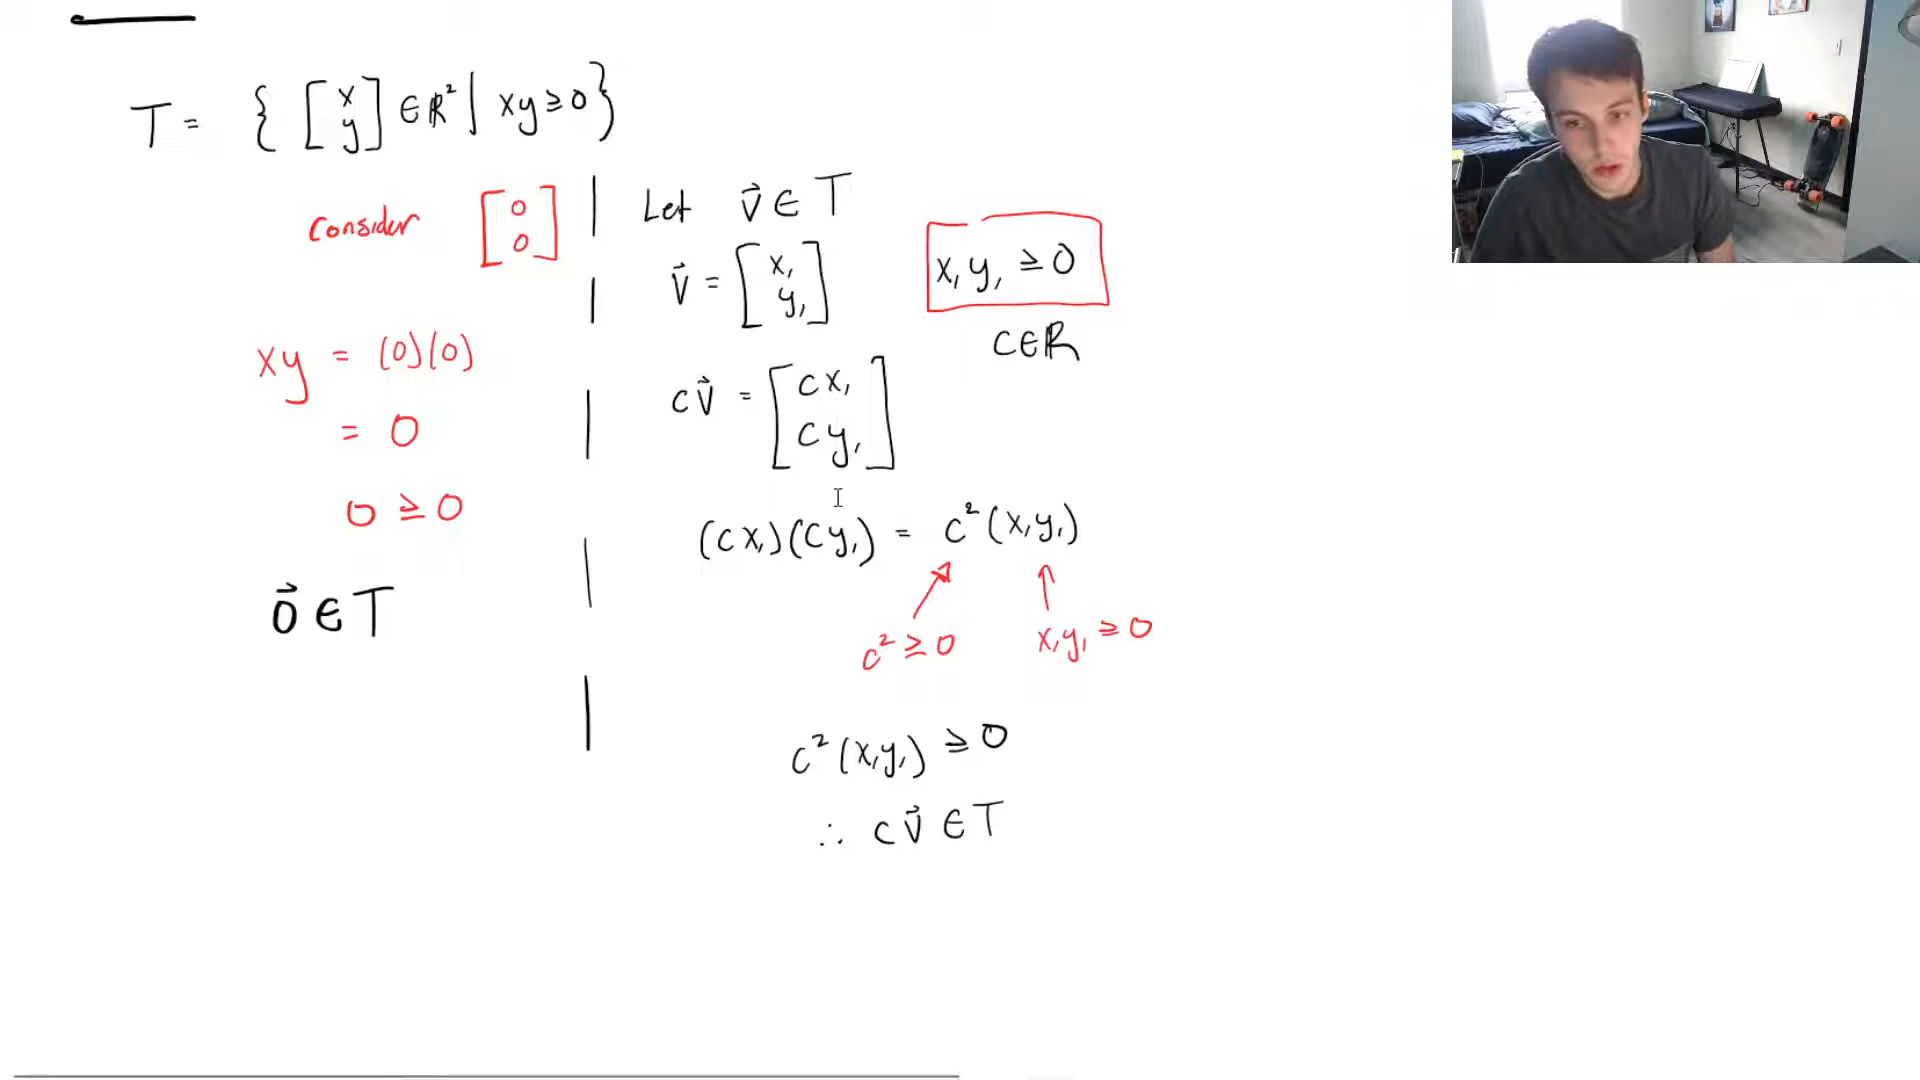 T = { [x y] ∈ ℝ² | xy ≥ 0 }
Consider [0 0]
xy = (0)(0)
= 0
0 ≥ 0
0⃗ ∈ T
Let v⃗ ∈ T
v⃗ = [x₁ y₁]
x₁y₁ ≥ 0
C∈ℝ
cv⃗ = [cx₁ cy₁]
(cx₁)(cy₁) = c²(x₁y₁)
c² ≥ 0
x₁y₁ ≥ 0
c²(x₁y₁) ≥ 0
∴ cv⃗ ∈ T